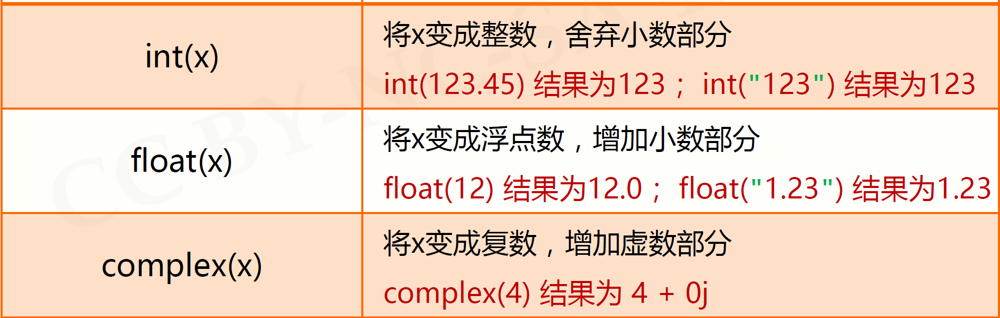 int(x)
将x变成整数，舍弃小数部分
int(123.45) 结果为123； int("123") 结果为123
float(x)
将x变成浮点数，增加小数部分
float(12) 结果为12.0； float("1.23") 结果为1.23
complex(x)
将x变成复数，增加虚数部分
complex(4) 结果为 4 + 0j
CC BY-NC-SA